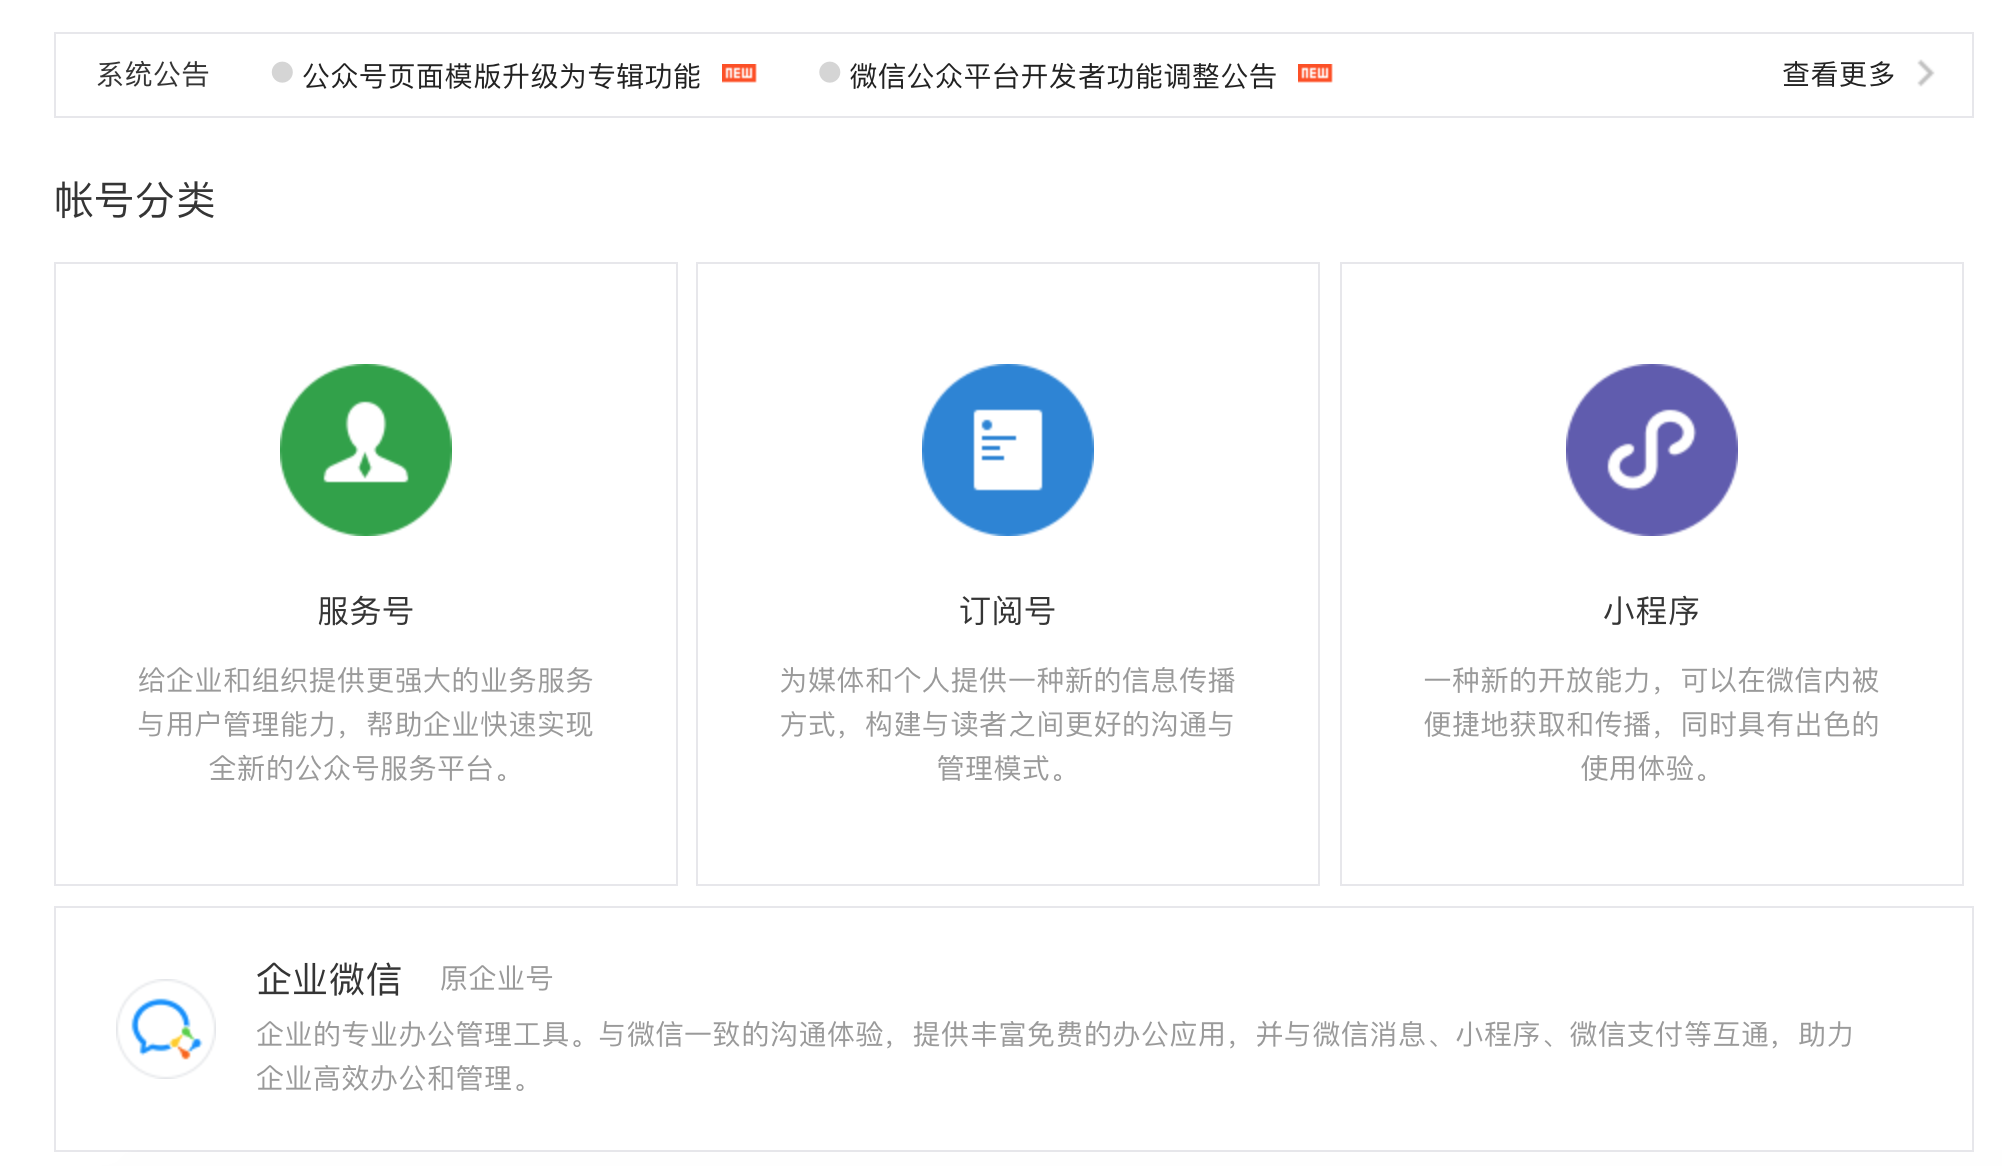 系统公告 公众号页面模版升级为专辑功能 NEW 微信公众平台开发者功能调整公告 NEW 查看更多
帐号分类
服务号
给企业和组织提供更强大的业务服务
与用户管理能力，帮助企业快速实现
全新的公众号服务平台。
订阅号
为媒体和个人提供一种新的信息传播
方式，构建与读者之间更好的沟通与
管理模式。
小程序
一种新的开放能力，可以在微信内被
便捷地获取和传播，同时具有出色的
使用体验。
企业微信 原企业号
企业的专业办公管理工具。与微信一致的沟通体验，提供丰富免费的办公应用，并与微信消息、小程序、微信支付等互通，助力
企业高效办公和管理。